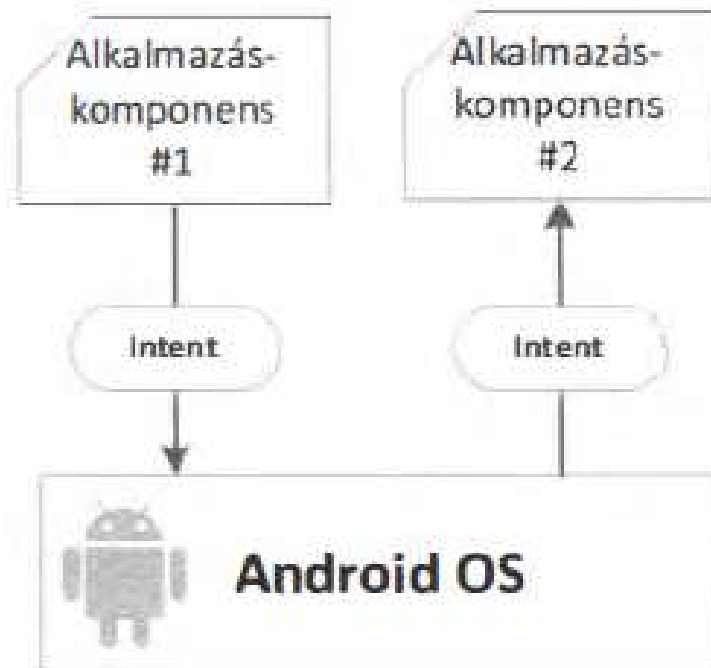 Alkalmazás-
komponens
#1
Alkalmazás-
komponens
#2
Intent
Intent
Android OS